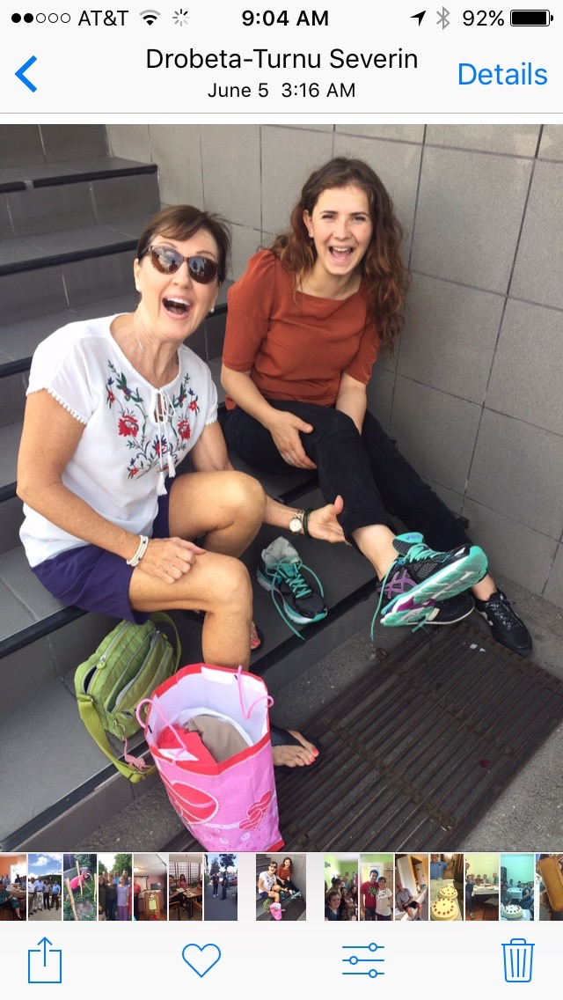 AT&T 9:04 AM 92%
Drobeta-Turnu Severin
June 5 3:16 AM
Details